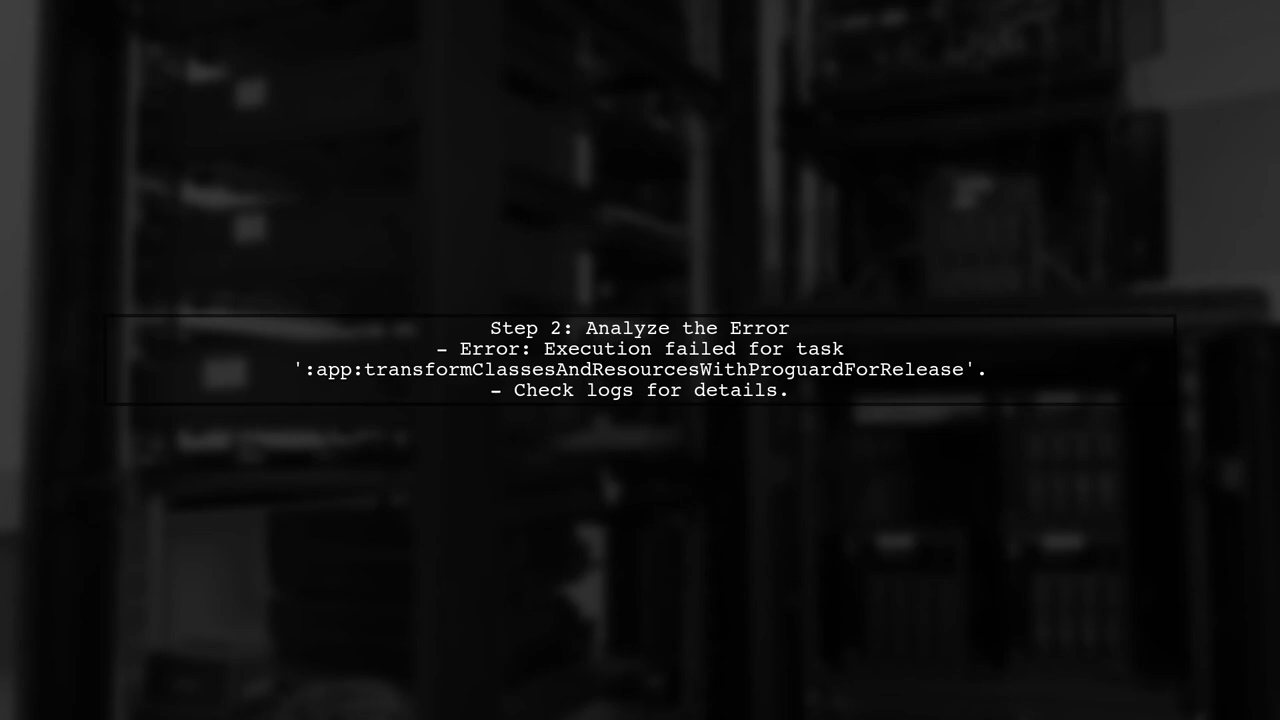 Step 2: Analyze the Error
– Error: Execution failed for task
':app:transformClassesAndResourcesWithProguardForRelease'.
– Check logs for details.